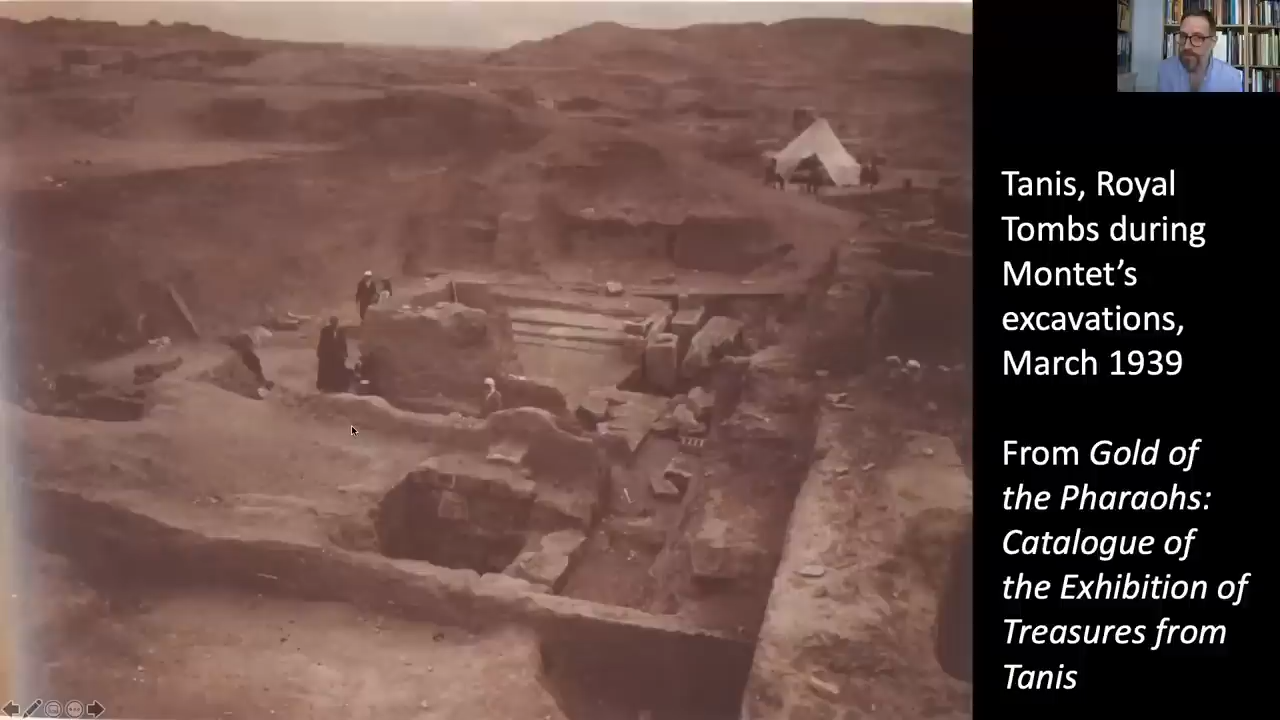 Tanis, Royal
Tombs during
Montet’s
excavations,
March 1939
From Gold of
the Pharaohs:
Catalogue of
the Exhibition of
Treasures from
Tanis